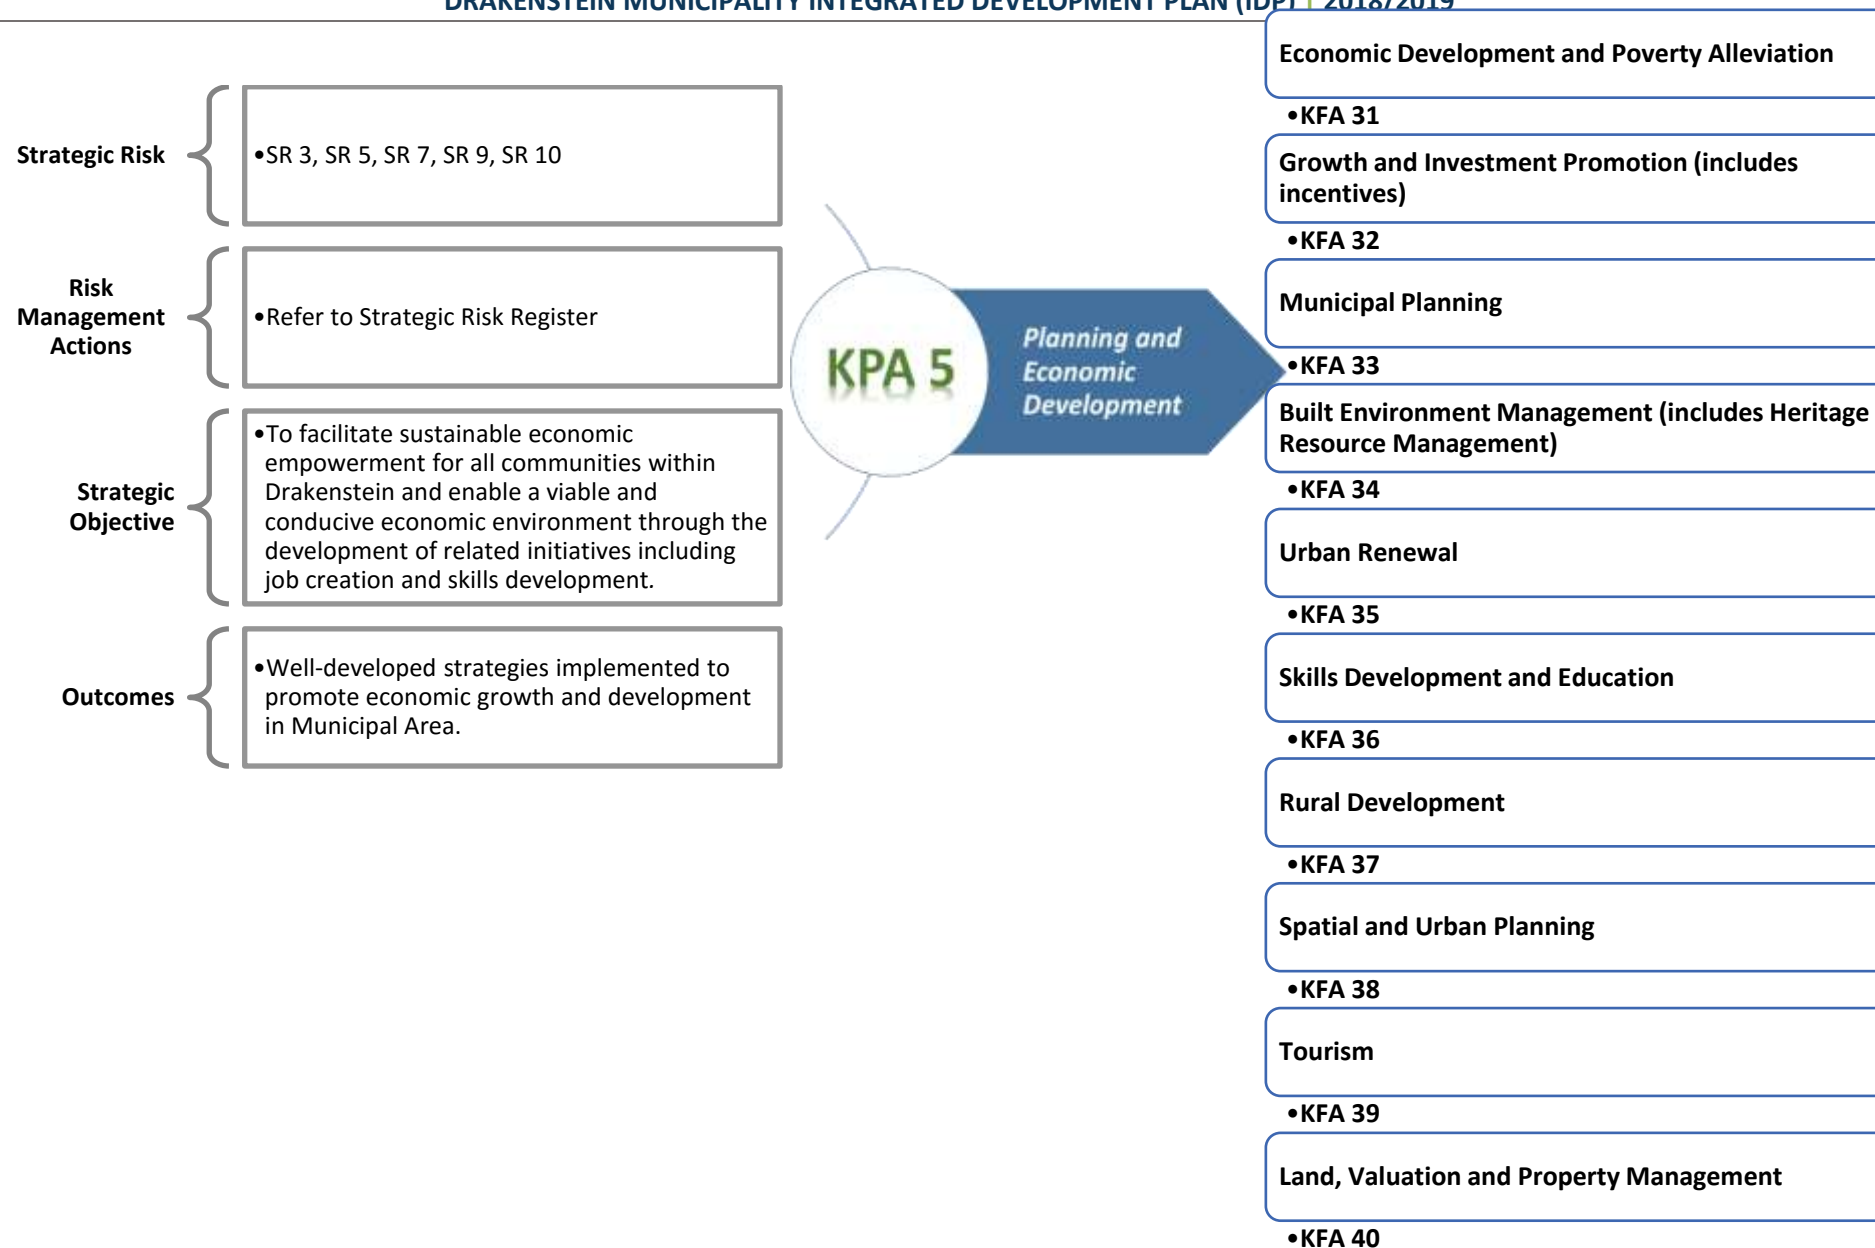 DRAKENSTEIN MUNICIPALITY INTEGRATED DEVELOPMENT PLAN (IDP) | 2018/2019
Strategic Risk
•SR 3, SR 5, SR 7, SR 9, SR 10
Risk
Management
Actions
•Refer to Strategic Risk Register
Strategic
Objective
•To facilitate sustainable economic
empowerment for all communities within
Drakenstein and enable a viable and
conducive economic environment through the
development of related initiatives including
job creation and skills development.
Outcomes
•Well-developed strategies implemented to
promote economic growth and development
in Municipal Area.
KPA 5
Planning and
Economic
Development
Economic Development and Poverty Alleviation
•KFA 31
Growth and Investment Promotion (includes
incentives)
•KFA 32
Municipal Planning
•KFA 33
Built Environment Management (includes Heritage
Resource Management)
•KFA 34
Urban Renewal
•KFA 35
Skills Development and Education
•KFA 36
Rural Development
•KFA 37
Spatial and Urban Planning
•KFA 38
Tourism
•KFA 39
Land, Valuation and Property Management
•KFA 40